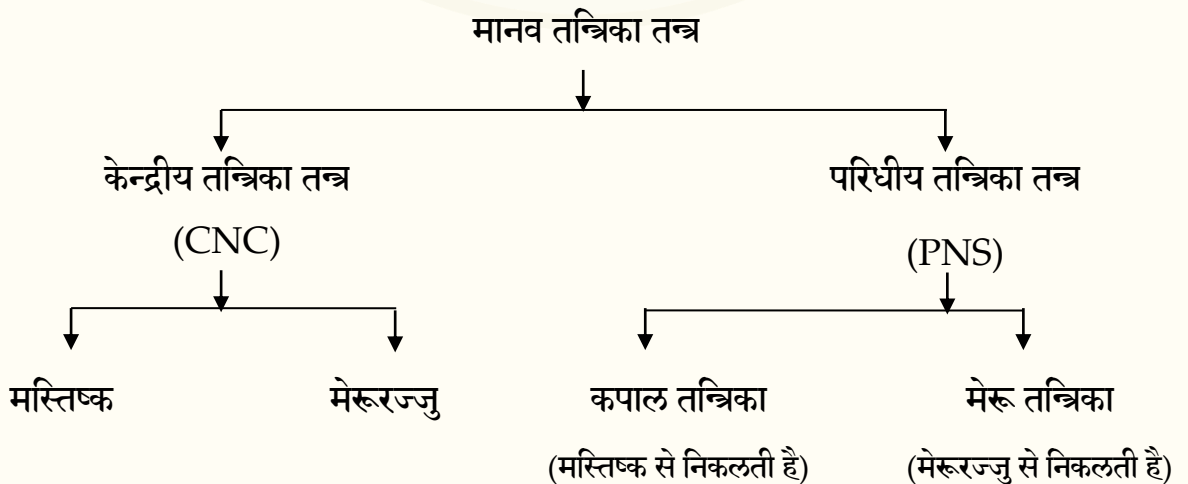 मानव तन्त्रिका तन्त्र
केन्द्रीय तन्त्रिका तन्त्र परिधीय तन्त्रिका तन्त्र
(CNC) (PNS)
मस्तिष्क मेरूरज्जु कपाल तन्त्रिका मेरू तन्त्रिका
(मस्तिष्क से निकलती है) (मेरूरज्जु से निकलती है)